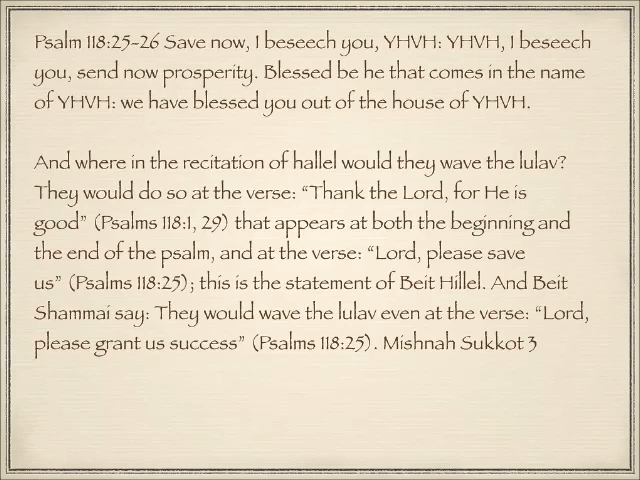 Psalm 118:25-26 Save now, I beseech you, YHVH: YHVH, I beseech
you, send now prosperity. Blessed be he that comes in the name
of YHVH: we have blessed you out of the house of YHVH.
And where in the recitation of hallel would they wave the lulav?
They would do so at the verse: “Thank the Lord, for He is
good” (Psalms 118:1, 29) that appears at both the beginning and
the end of the psalm, and at the verse: “Lord, please save
us” (Psalms 118:25); this is the statement of Beit Hillel. And Beit
Shammai say: They would wave the lulav even at the verse: “Lord,
please grant us success” (Psalms 118:25). Mishnah Sukkot 3